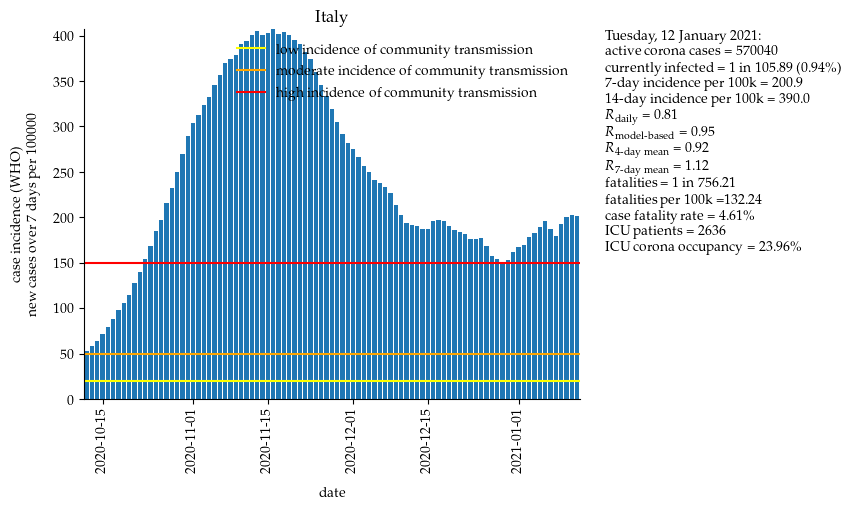 Italy
low incidence of community transmission
moderate incidence of community transmission
high incidence of community transmission
case incidence (WHO)
new cases over 7 days per 100000
400
350
300
250
200
150
100
50
0
2020-10-15
2020-11-01
2020-11-15
2020-12-01
2020-12-15
2021-01-01
date
Tuesday, 12 January 2021:
active corona cases = 570040
currently infected = 1 in 105.89 (0.94%)
7-day incidence per 100k = 200.9
14-day incidence per 100k = 390.0
R daily = 0.81
R model-based = 0.95
R 4-day mean = 0.92
R 7-day mean = 1.12
fatalities = 1 in 756.21
fatalities per 100k =132.24
case fatality rate = 4.61%
ICU patients = 2636
ICU corona occupancy = 23.96%